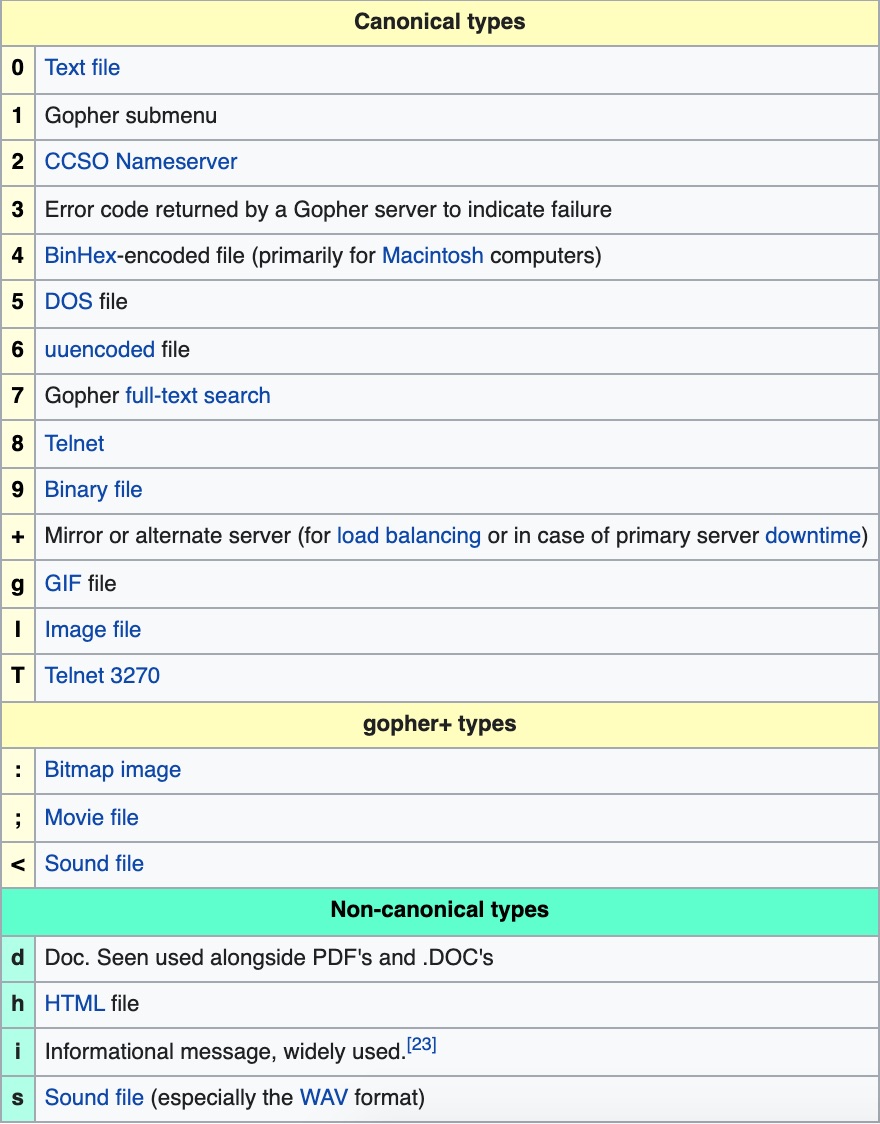 Canonical types
0 Text file
1 Gopher submenu
2 CCSO Nameserver
3 Error code returned by a Gopher server to indicate failure
4 BinHex-encoded file (primarily for Macintosh computers)
5 DOS file
6 uuencoded file
7 Gopher full-text search
8 Telnet
9 Binary file
+ Mirror or alternate server (for load balancing or in case of primary server downtime)
g GIF file
I Image file
T Telnet 3270
gopher+ types
: Bitmap image
; Movie file
< Sound file
Non-canonical types
d Doc. Seen used alongside PDF's and .DOC's
h HTML file
i Informational message, widely used.[23]
s Sound file (especially the WAV format)